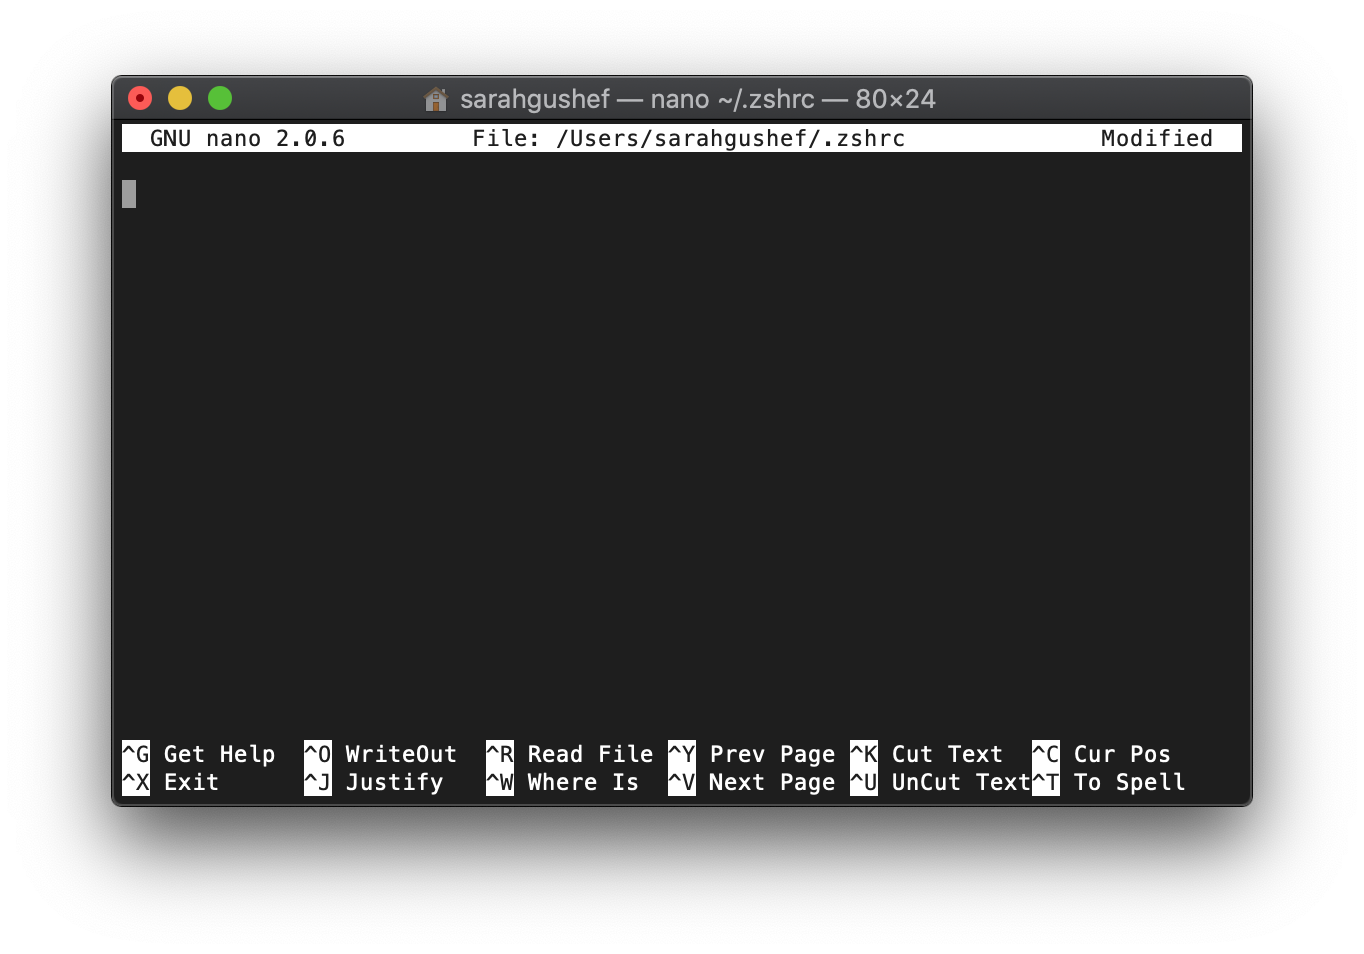 sarahgushef — nano ~/.zshrc — 80×24
GNU nano 2.0.6 File: /Users/sarahgushef/.zshrc Modified
^G Get Help ^O WriteOut ^R Read File ^Y Prev Page ^K Cut Text ^C Cur Pos
^X Exit ^J Justify ^W Where Is ^V Next Page ^U UnCut Text ^T To Spell